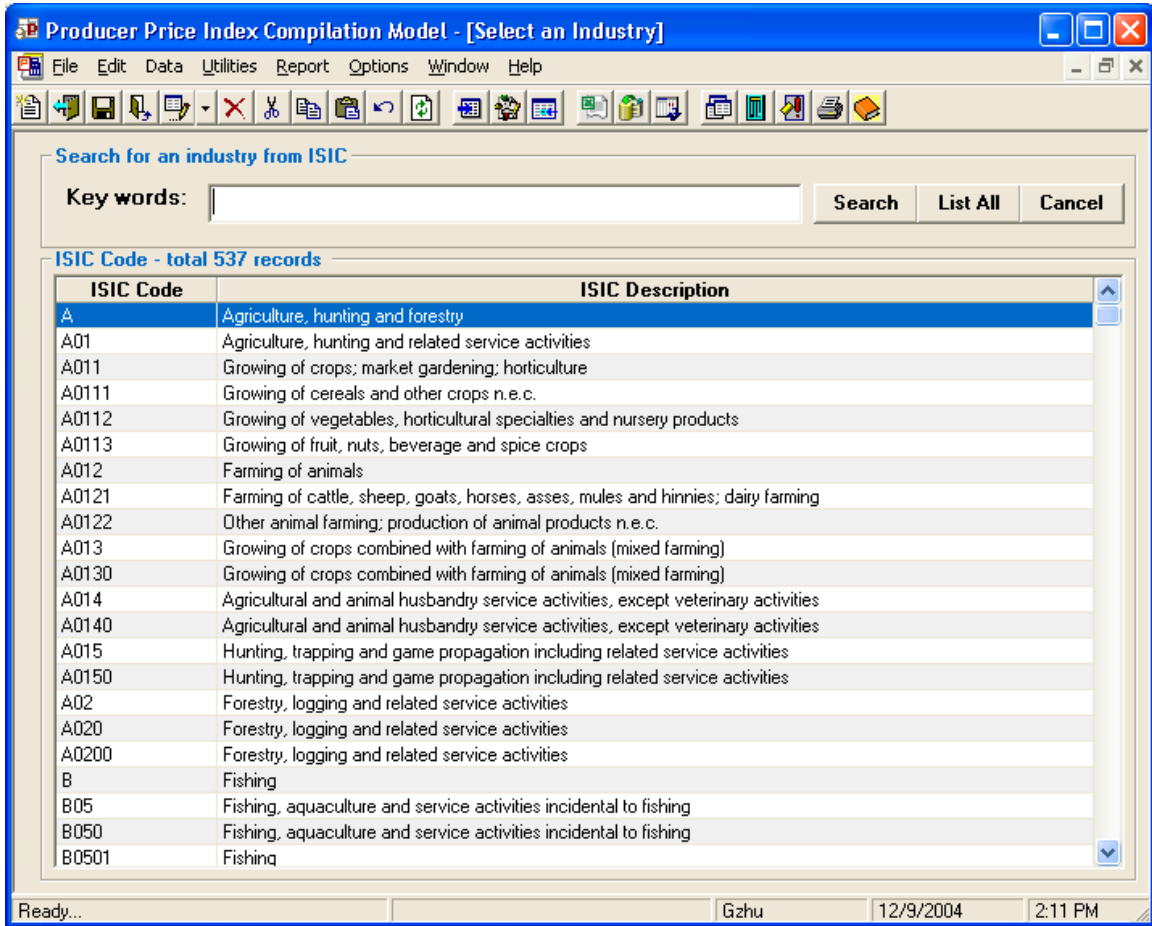 Producer Price Index Compilation Model - [Select an Industry]
File Edit Data Utilities Report Options Window Help
Search for an industry from ISIC
Key words: Search List All Cancel
ISIC Code - total 537 records
ISIC Code ISIC Description
A Agriculture, hunting and forestry
A01 Agriculture, hunting and related service activities
A011 Growing of crops; market gardening; horticulture
A0111 Growing of cereals and other crops n.e.c.
A0112 Growing of vegetables, horticultural specialties and nursery products
A0113 Growing of fruit, nuts, beverage and spice crops
A012 Farming of animals
A0121 Farming of cattle, sheep, goats, horses, asses, mules and hinnies; dairy farming
A0122 Other animal farming; production of animal products n.e.c.
A013 Growing of crops combined with farming of animals (mixed farming)
A0130 Growing of crops combined with farming of animals (mixed farming)
A014 Agricultural and animal husbandry service activities, except veterinary activities
A0140 Agricultural and animal husbandry service activities, except veterinary activities
A015 Hunting, trapping and game propagation including related service activities
A0150 Hunting, trapping and game propagation including related service activities
A02 Forestry, logging and related service activities
A020 Forestry, logging and related service activities
A0200 Forestry, logging and related service activities
B Fishing
B05 Fishing, aquaculture and service activities incidental to fishing
B050 Fishing, aquaculture and service activities incidental to fishing
B0501 Fishing
Ready... Gzhu 12/9/2004 2:11 PM